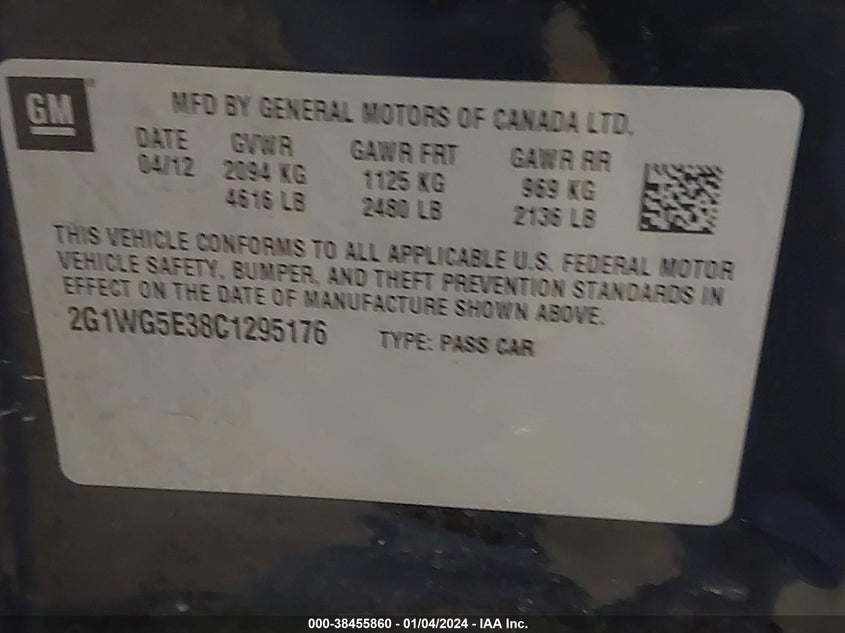 GM
MFD BY GENERAL MOTORS OF CANADA LTD.
DATE GVWR GAWR FRT GAWR RR
04/12 2094 KG 1125 KG 969 KG
4616 LB 2480 LB 2136 LB
THIS VEHICLE CONFORMS TO ALL APPLICABLE U.S. FEDERAL MOTOR
VEHICLE SAFETY, BUMPER, AND THEFT PREVENTION STANDARDS IN
EFFECT ON THE DATE OF MANUFACTURE SHOWN ABOVE.
2G1WG5E38C1295176 TYPE: PASS CAR
000-38455860 - 01/04/2024 - IAA Inc.